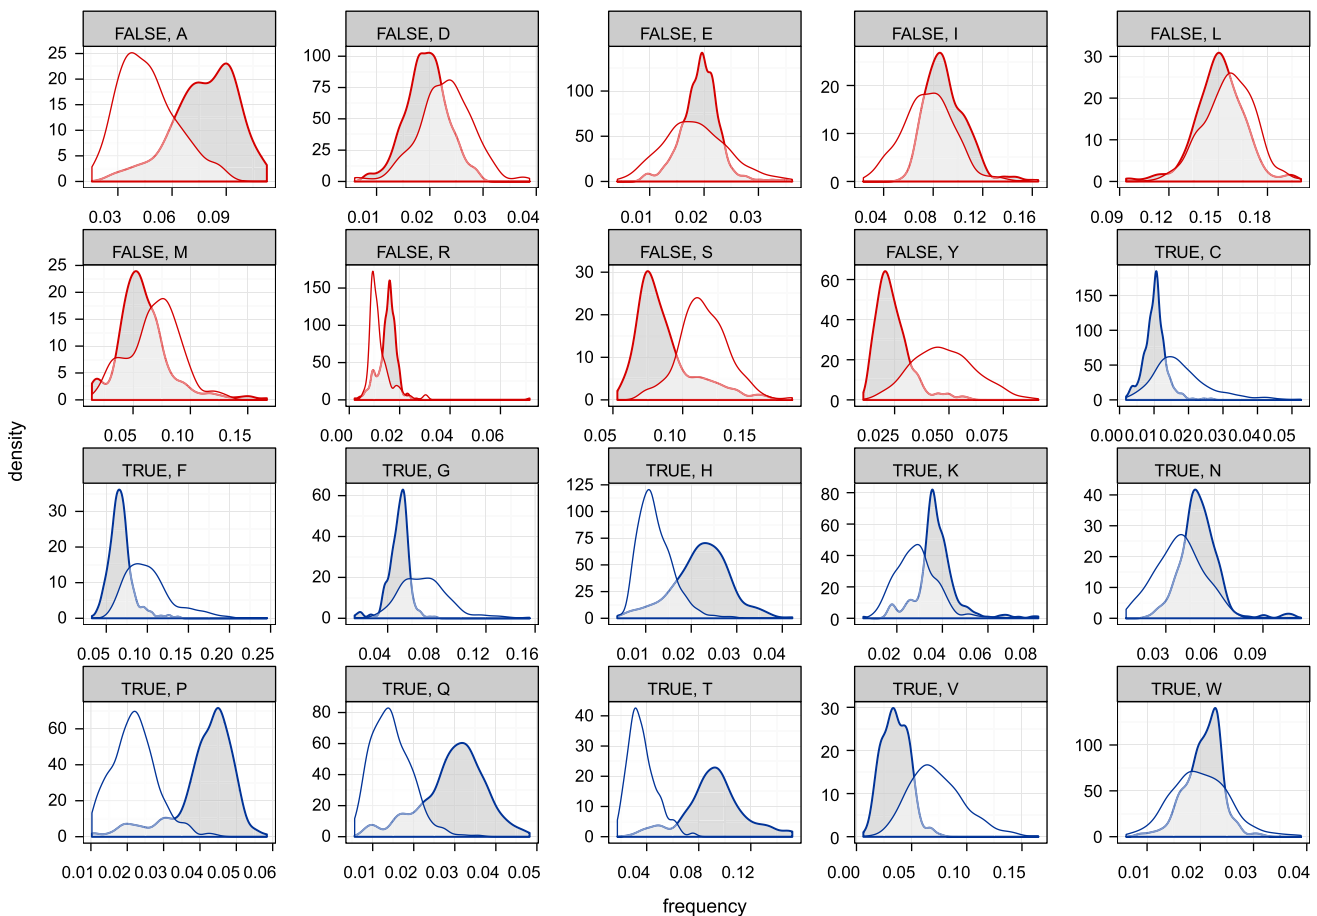 FALSE, A
FALSE, D
FALSE, E
FALSE, I
FALSE, L
25
20
15
10
5
0
100
75
50
25
0
100
50
0
20
10
0
30
20
10
0
0.03 0.06 0.09
0.01 0.02 0.03 0.04
0.01 0.02 0.03
0.04 0.08 0.12 0.16
0.09 0.12 0.15 0.18
FALSE, M
FALSE, R
FALSE, S
FALSE, Y
TRUE, C
25
20
15
10
5
0
150
100
50
0
30
20
10
0
60
40
20
0
150
100
50
0
0.05 0.10 0.15
0.00 0.02 0.04 0.06
0.05 0.10 0.15
0.025 0.050 0.075
0.00 0.01 0.02 0.03 0.04 0.05
density
TRUE, F
TRUE, G
TRUE, H
TRUE, K
TRUE, N
30
20
10
0
60
40
20
0
125
100
75
50
25
0
80
60
40
20
0
40
30
20
10
0
0.05 0.10 0.15 0.20 0.25
0.04 0.08 0.12 0.16
0.01 0.02 0.03 0.04
0.02 0.04 0.06 0.08
0.03 0.06 0.09
TRUE, P
TRUE, Q
TRUE, T
TRUE, V
TRUE, W
60
40
20
0
80
60
40
20
0
40
30
20
10
0
30
20
10
0
100
50
0
0.01 0.02 0.03 0.04 0.05 0.06
0.01 0.02 0.03 0.04 0.05
0.04 0.08 0.12
0.00 0.05 0.10 0.15
0.01 0.02 0.03 0.04
frequency